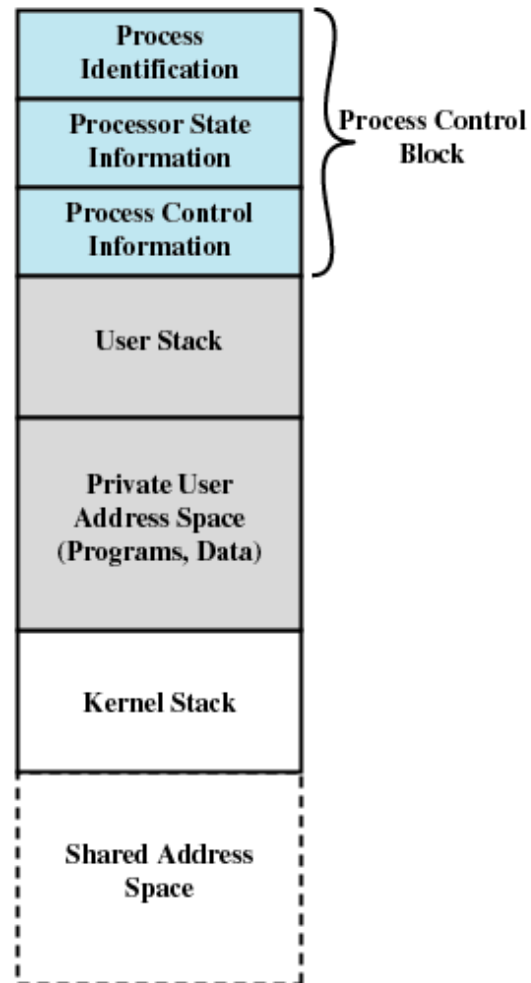 Process
Identification
Processor State
Information
Process Control
Information
Process Control
Block
User Stack
Private User
Address Space
(Programs, Data)
Kernel Stack
Shared Address
Space